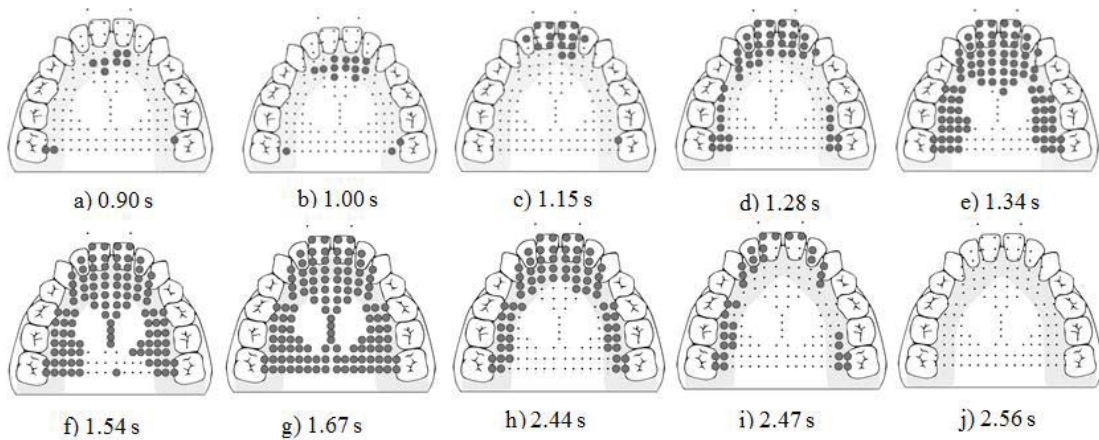 a) 0.90 s
b) 1.00 s
c) 1.15 s
d) 1.28 s
e) 1.34 s
f) 1.54 s
g) 1.67 s
h) 2.44 s
i) 2.47 s
j) 2.56 s